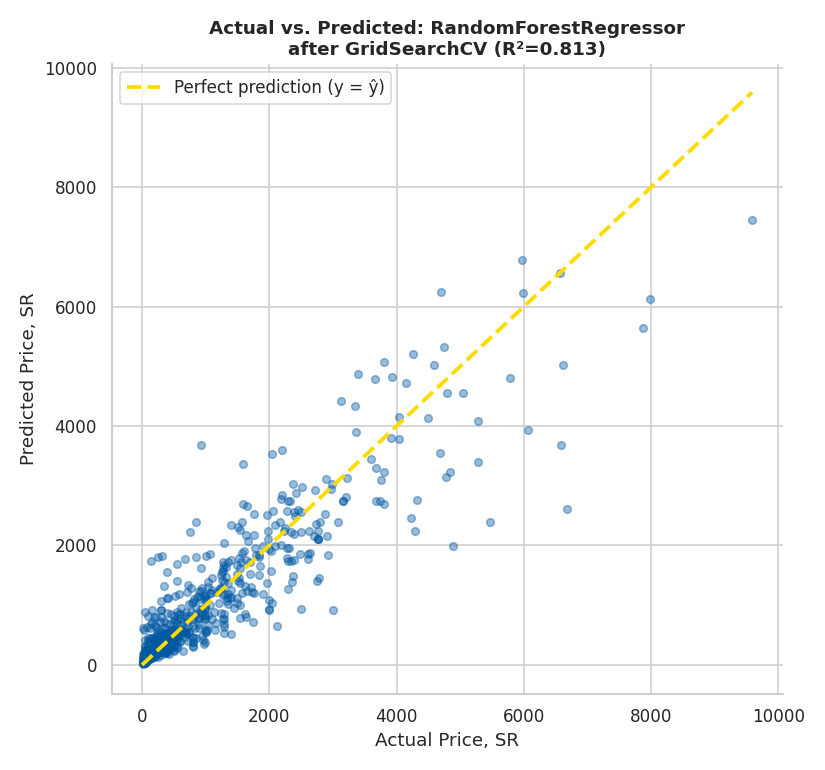 Actual vs. Predicted: RandomForestRegressor
after GridSearchCV (R²=0.813)
Perfect prediction (y = ŷ)
10000
8000
6000
4000
2000
0
Predicted Price, SR
0
2000
4000
6000
8000
10000
Actual Price, SR